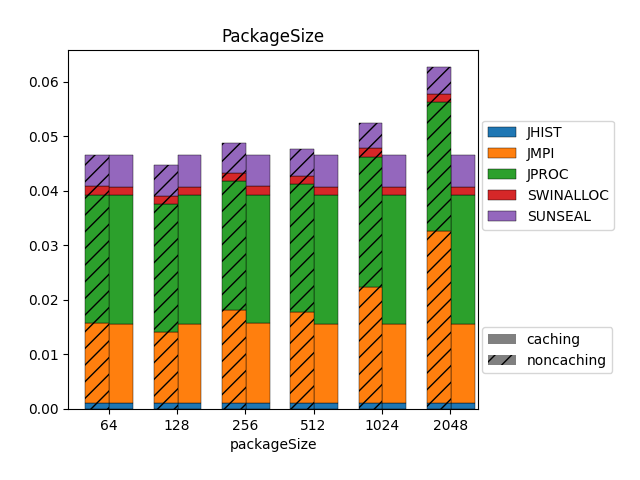 PackageSize
0.06
0.05
0.04
0.03
0.02
0.01
0.00
64 128 256 512 1024 2048
packageSize
JHIST
JMPI
JPROC
SWINALLOC
SUNSEAL
caching
noncaching